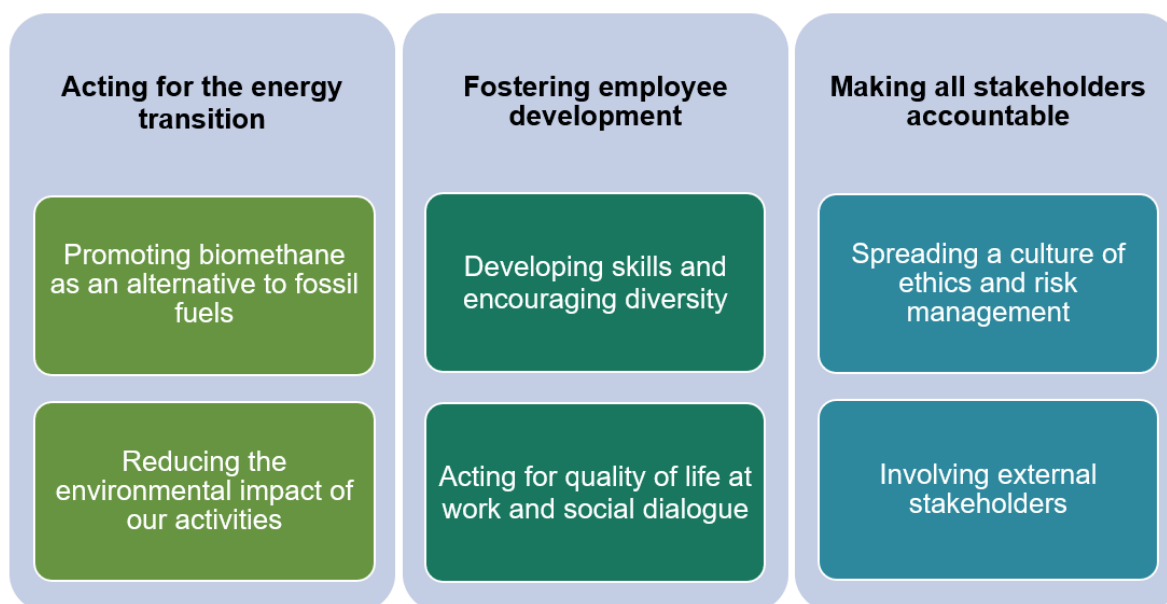 Acting for the energy
transition
Promoting biomethane
as an alternative to fossil
fuels
Reducing the
environmental impact of
our activities
Fostering employee
development
Developing skills and
encouraging diversity
Acting for quality of life at
work and social dialogue
Making all stakeholders
accountable
Spreading a culture of
ethics and risk
management
Involving external
stakeholders